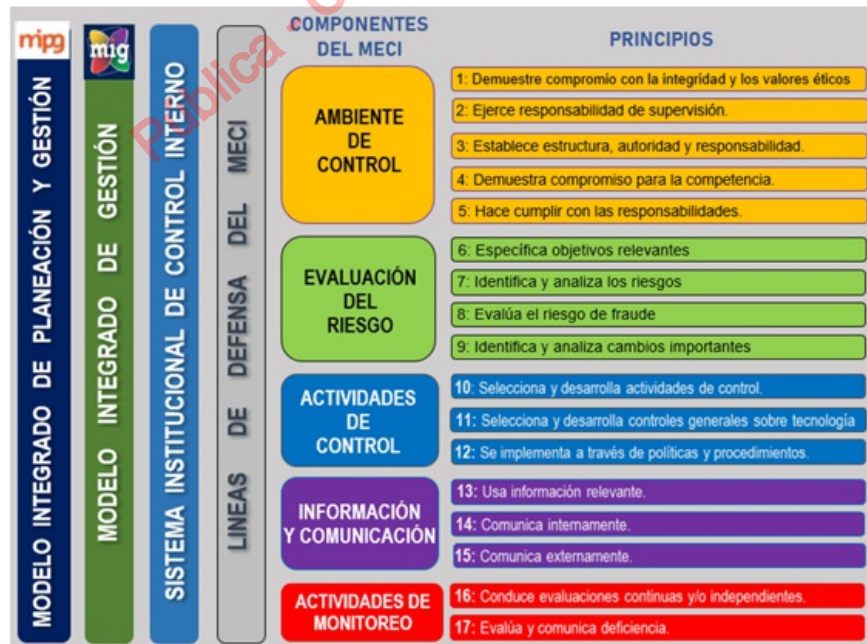 mipg
MODELO INTEGRADO DE PLANEACIÓN Y GESTIÓN
mig
MODELO INTEGRADO DE GESTIÓN
SISTEMA INSTITUCIONAL DE CONTROL INTERNO
LINEAS DE DEFENSA DEL MECI
Pública -
COMPONENTES
DEL MECI
PRINCIPIOS
AMBIENTE
DE
CONTROL
1: Demuestre compromio con la integridad y los valores éticos
2: Ejerce responsabilidad de supervisión.
3: Establece estructura, autoridad y responsabilidad.
4: Demuestra compromiso para la competencia.
5: Hace cumplir con las responsabilidades.
EVALUACIÓN
DEL
RIESGO
6: Específica objetivos relevantes
7: Identifica y analiza los riesgos
8: Evalúa el riesgo de fraude
9: Identifica y analiza cambios importantes
ACTIVIDADES
DE
CONTROL
10: Selecciona y desarrolla actividades de control.
11: Selecciona y desarrolla controles generales sobre tecnología
12: Se implementa a través de políticas y procedimientos.
INFORMACIÓN
Y COMUNICACIÓN
13: Usa información relevante.
14: Comunica internamente.
15: Comunica externamente.
ACTIVIDADES DE
MONITOREO
16: Conduce evaluaciones continuas y/o independientes.
17: Evalúa y comunica deficiencia.